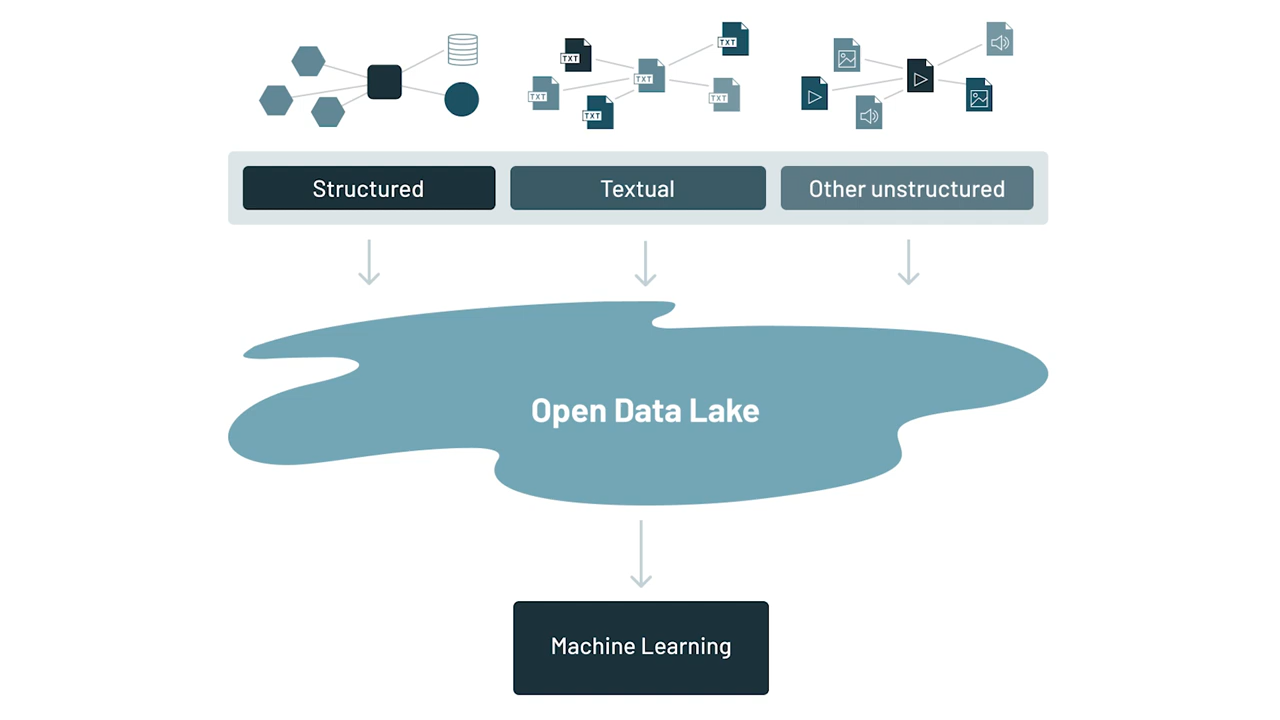 TXT
TXT
TXT
TXT
TXT
TXT
Structured
Textual
Other unstructured
Open Data Lake
Machine Learning